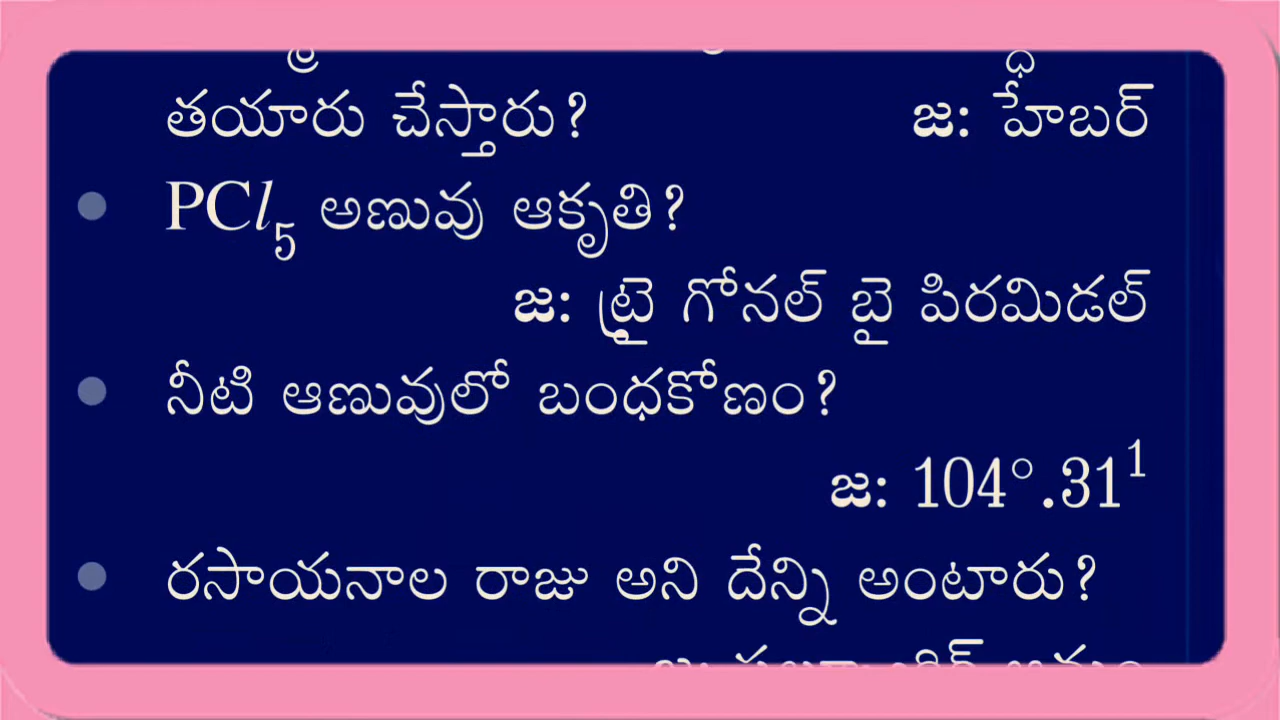 తయారు చేస్తారు? జ: హేబర్
• PCl₅ అణువు ఆకృతి?
జ: ట్రై గోనల్ బై పిరమిడల్
• నీటి ఆణువులో బంధకోణం?
జ: 104°.31¹
• రసాయనాల రాజు అని దేన్ని అంటారు?